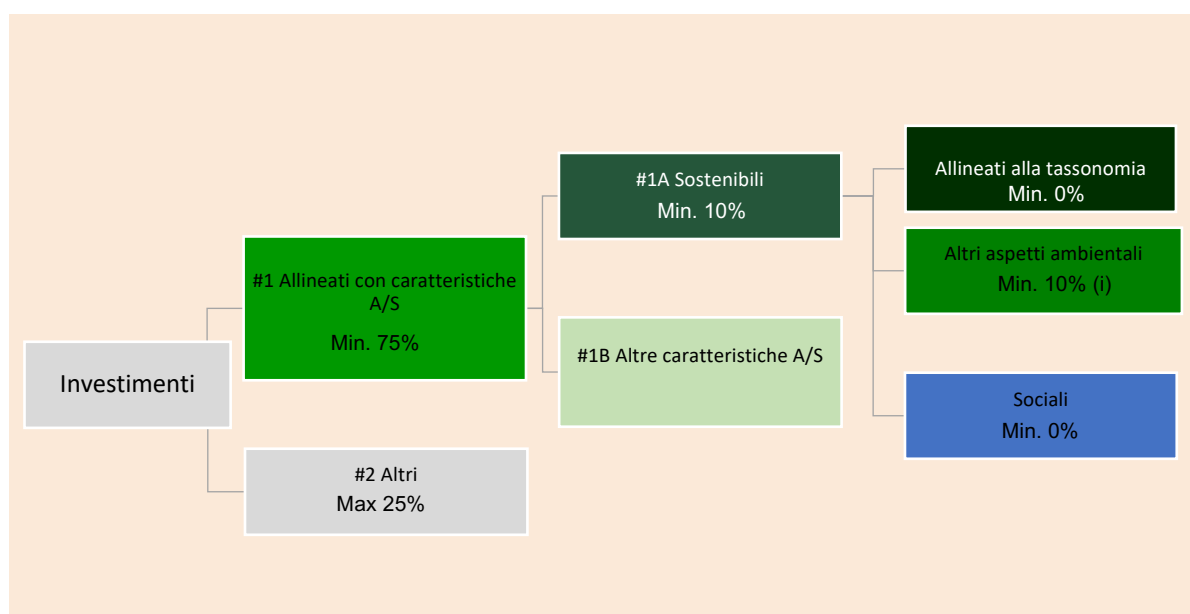 Investimenti
#1 Allineati con caratteristiche
A/S
Min. 75%
#2 Altri
Max 25%
#1A Sostenibili
Min. 10%
#1B Altre caratteristiche A/S
Allineati alla tassonomia
Min. 0%
Altri aspetti ambientali
Min. 10% (i)
Sociali
Min. 0%